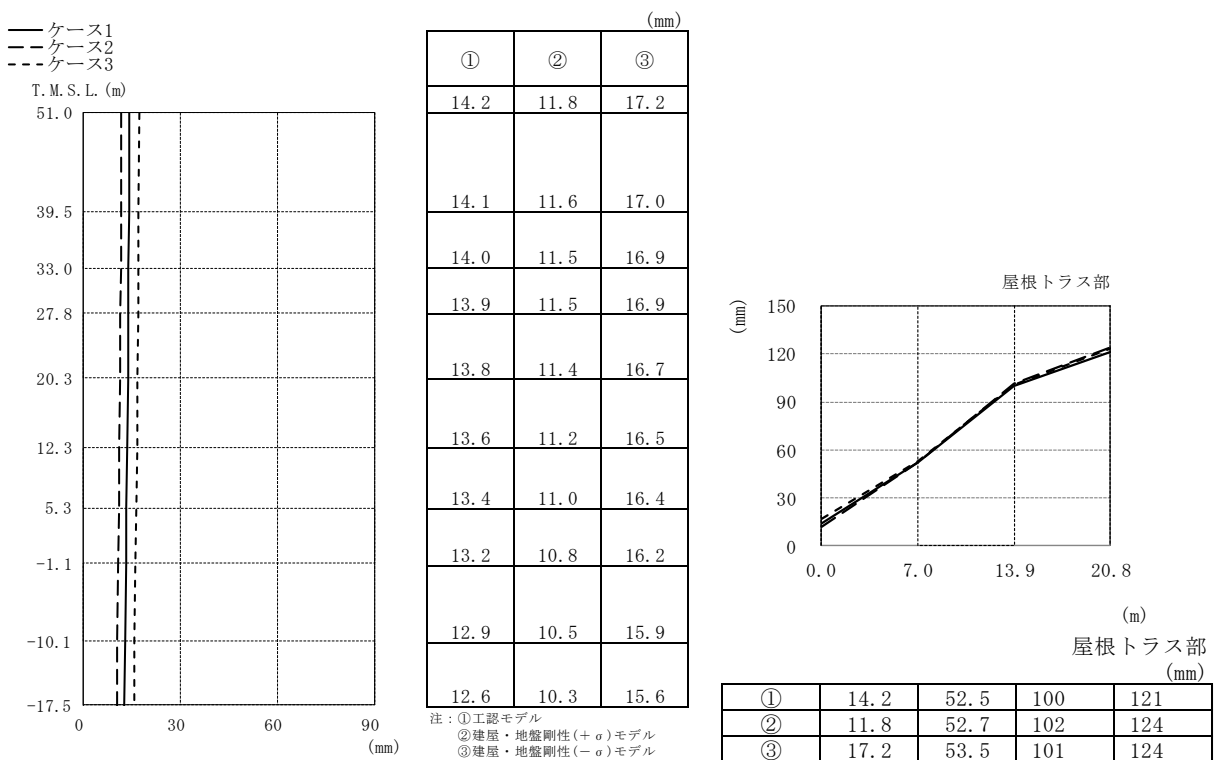 ケース1
ケース2
ケース3
T.M.S.L.(m)
51.0
39.5
33.0
27.8
20.3
12.3
5.3
-1.1
-10.1
-17.5
0 30 60 90
(mm)
(mm)
① ② ③
14.2 11.8 17.2
14.1 11.6 17.0
14.0 11.5 16.9
13.9 11.5 16.9
13.8 11.4 16.7
13.6 11.2 16.5
13.4 11.0 16.4
13.2 10.8 16.2
12.9 10.5 15.9
12.6 10.3 15.6
注：①工認モデル
②建屋・地盤剛性(+σ)モデル
③建屋・地盤剛性(-σ)モデル
屋根トラス部
(mm)
150
120
90
60
30
0
0.0 7.0 13.9 20.8
(m)
屋根トラス部
(mm)
① 14.2 52.5 100 121
② 11.8 52.7 102 124
③ 17.2 53.5 101 124